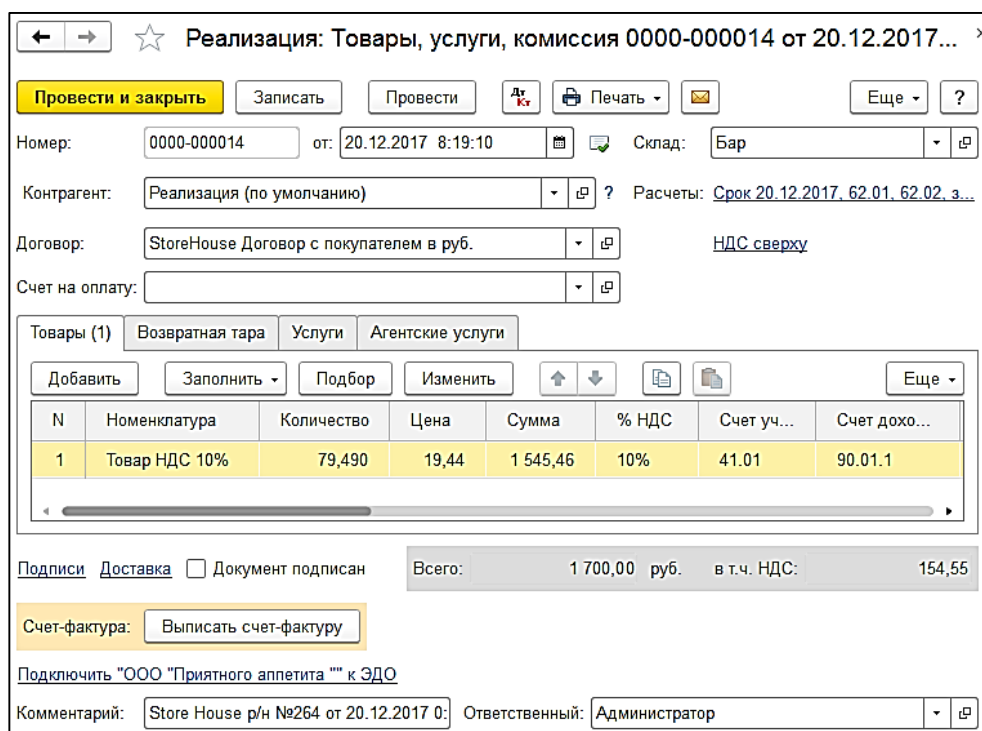 Реализация: Товары, услуги, комиссия 0000-000014 от 20.12.2017...
Провести и закрыть Записать Провести Дт Кт Печать Еще ?
Номер: 0000-000014 от: 20.12.2017 8:19:10 Склад: Бар
Контрагент: Реализация (по умолчанию) ? Расчеты: Срок 20.12.2017, 62.01, 62.02, з...
Договор: StoreHouse Договор с покупателем в руб. НДС сверху
Счет на оплату:
Товары (1) Возвратная тара Услуги Агентские услуги
Добавить Заполнить Подбор Изменить Еще
N Номенклатура Количество Цена Сумма % НДС Счет уч... Счет дохо...
1 Товар НДС 10% 79,490 19,44 1 545,46 10% 41.01 90.01.1
Подписи Доставка Документ подписан Всего: 1 700,00 руб. в т.ч. НДС: 154,55
Счет-фактура: Выписать счет-фактуру
Подключить "ООО "Приятного аппетита "" к ЭДО
Комментарий: Store House р/н №264 от 20.12.2017 0: Ответственный: Администратор